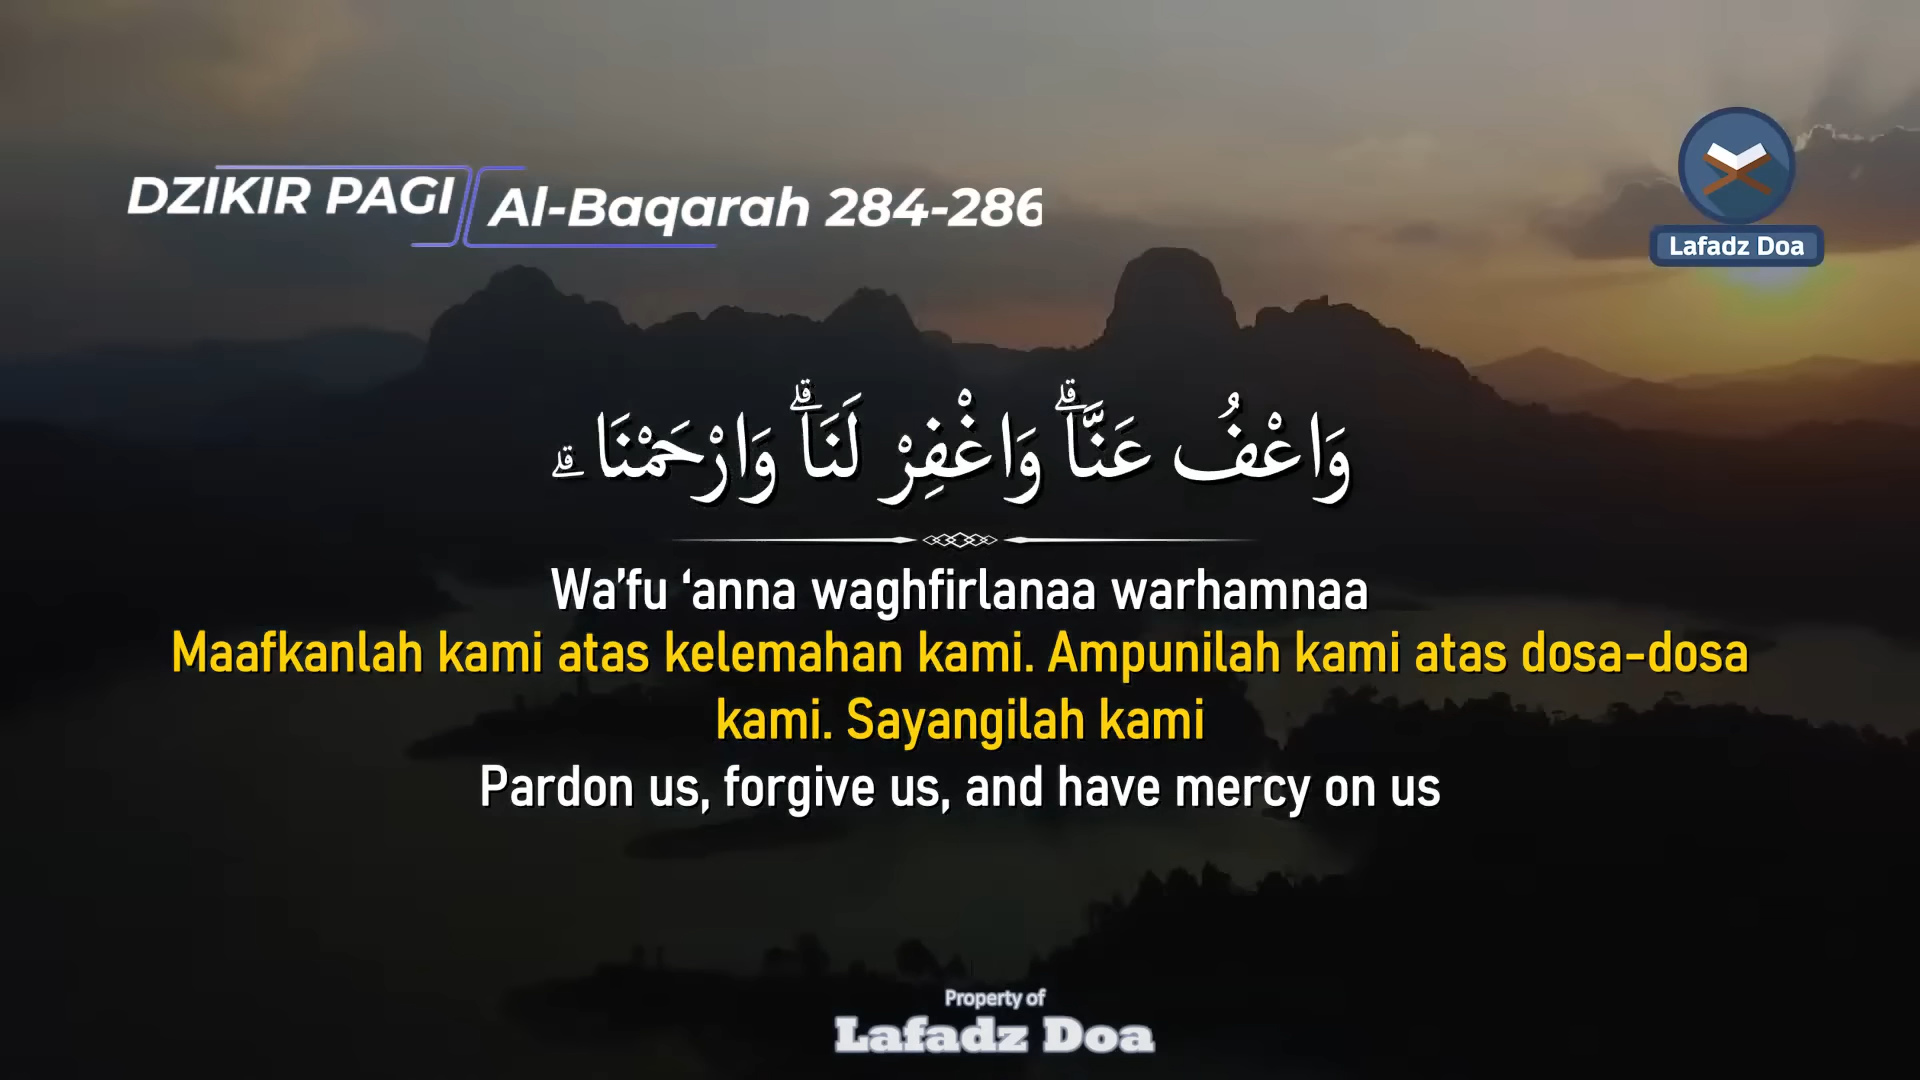 DZIKIR PAGI
Al-Baqarah 284-286
Lafadz Doa
وَاعْفُ عَنَّاۗ وَاغْفِرْ لَنَاۗ وَارْحَمْنَاۗ
Wa’fu ‘anna waghfirlanaa warhamnaa
Maafkanlah kami atas kelemahan kami. Ampunilah kami atas dosa-dosa
kami. Sayangilah kami
Pardon us, forgive us, and have mercy on us
Property of
Lafadz Doa